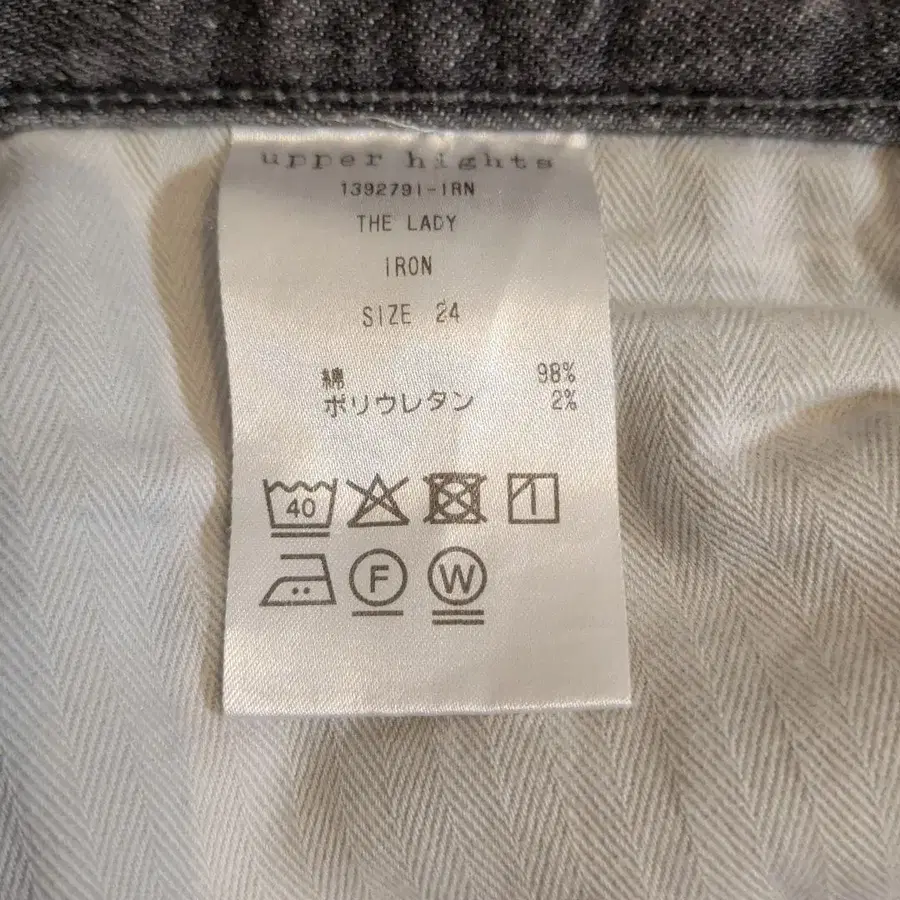 upper hights
1392791-IRN
THE LADY
IRON
SIZE 24
綿 98%
ポリウレタン 2%
40
F W